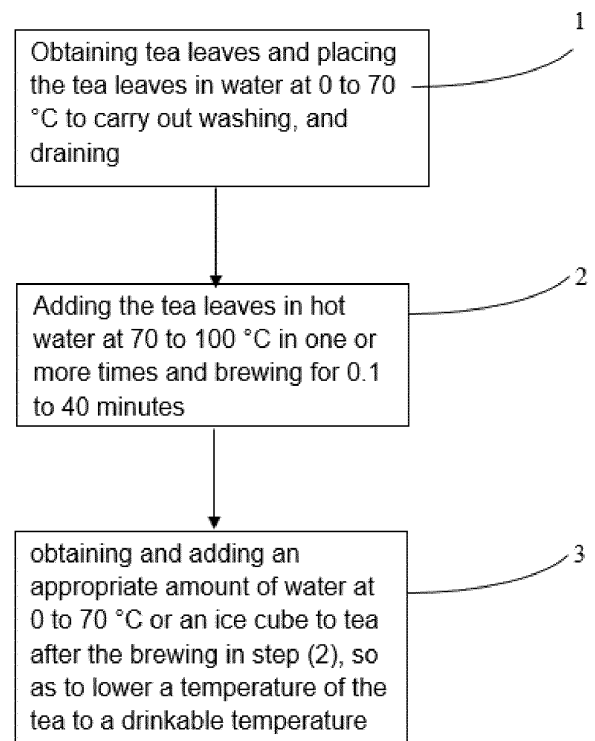 1
Obtaining tea leaves and placing
the tea leaves in water at 0 to 70
°C to carry out washing, and
draining
2
Adding the tea leaves in hot
water at 70 to 100 °C in one or
more times and brewing for 0.1
to 40 minutes
3
obtaining and adding an
appropriate amount of water at
0 to 70 °C or an ice cube to tea
after the brewing in step (2), so
as to lower a temperature of the
tea to a drinkable temperature